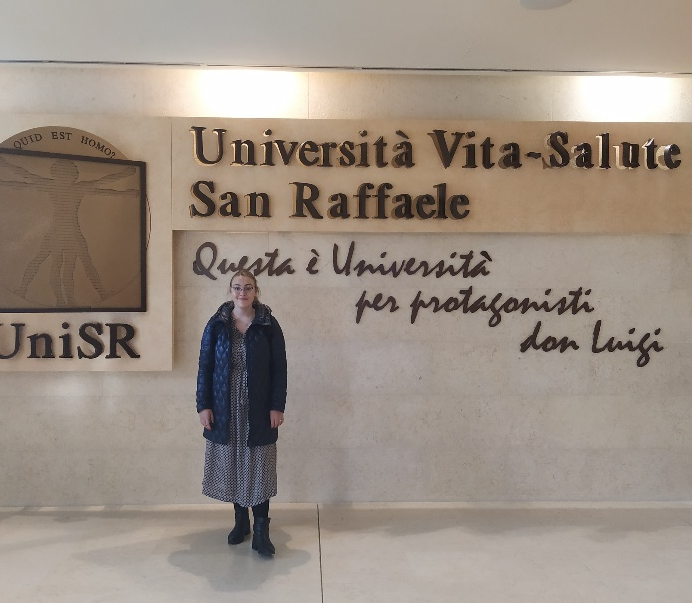 QUID EST HOMO?
UniSR
Università Vita-Salute
San Raffaele
Questa è Università
per protagonisti
don Luigi